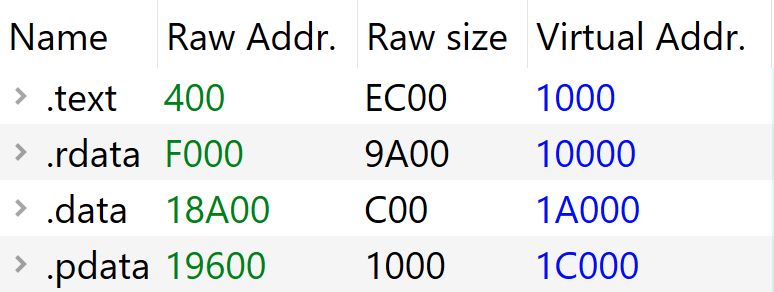 Name Raw Addr. Raw size Virtual Addr.
.text 400 EC00 1000
.rdata F000 9A00 10000
.data 18A00 C00 1A000
.pdata 19600 1000 1C000